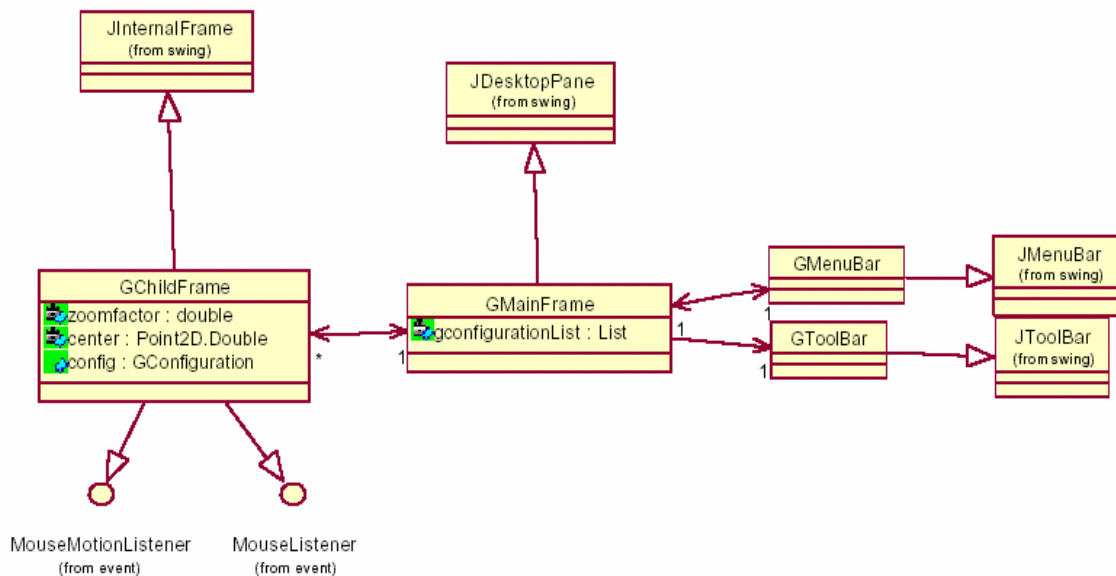 JInternalFrame
(from swing)
JDesktopPane
(from swing)
GChildFrame
zoomfactor : double
center : Point2D.Double
config : GConfiguration
*
1
GMainFrame
gconfigurationList : List
1
1
GMenuBar
JMenuBar
(from swing)
1
GToolBar
JToolBar
(from swing)
MouseMotionListener
(from event)
MouseListener
(from event)